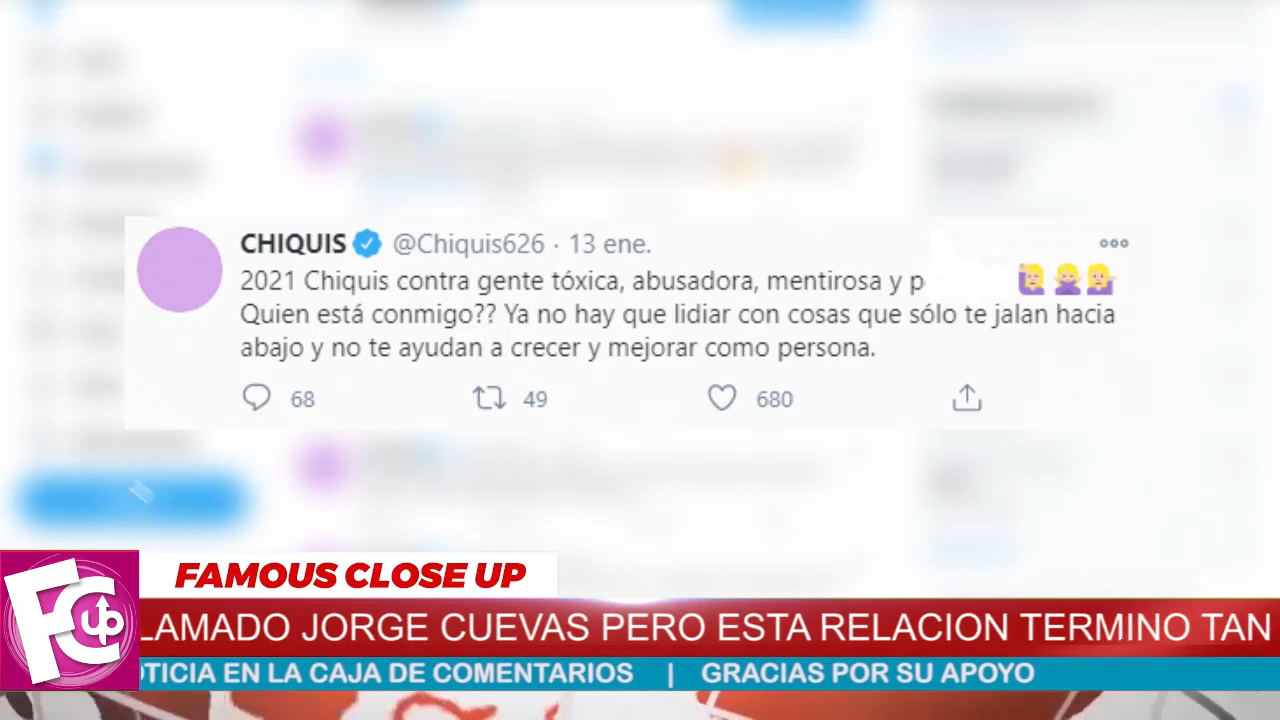 CHIQUIS @Chiquis626 · 13 ene.
2021 Chiquis contra gente tóxica, abusadora, mentirosa y p
Quien está conmigo?? Ya no hay que lidiar con cosas que sólo te jalan hacia
abajo y no te ayudan a crecer y mejorar como persona.
68 49 680
FC up
FAMOUS CLOSE UP
LAMADO JORGE CUEVAS PERO ESTA RELACION TERMINO TAN
OTICIA EN LA CAJA DE COMENTARIOS | GRACIAS POR SU APOYO